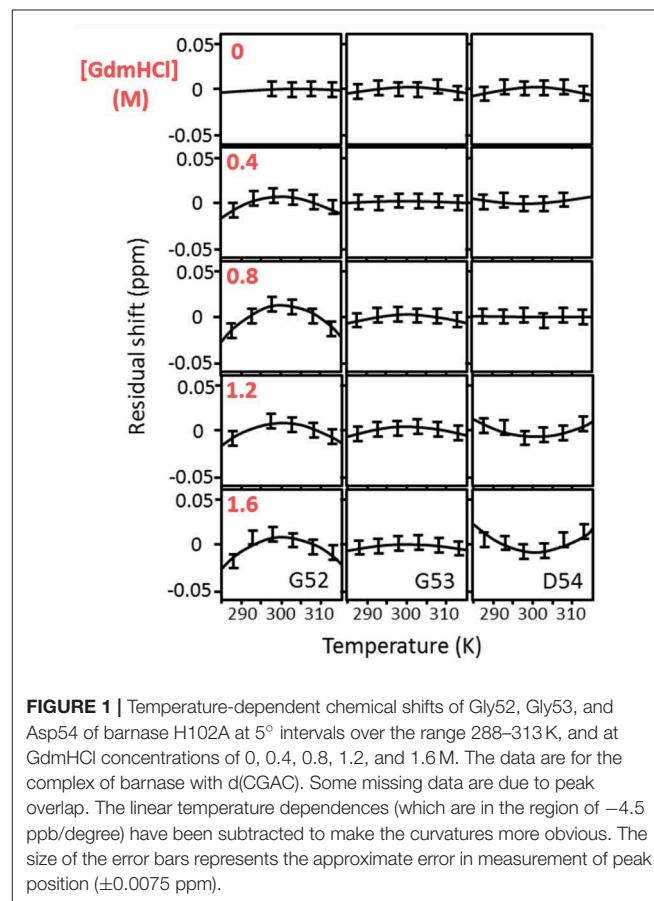 [GdmHCl]
(M)
0.05
0
-0.05
0
0.05
0
-0.05
0.4
0.05
0
-0.05
0.8
0.05
0
-0.05
1.2
0.05
0
-0.05
1.6
G52
G53
D54
Residual shift (ppm)
290 300 310 290 300 310 290 300 310
Temperature (K)
FIGURE 1 | Temperature-dependent chemical shifts of Gly52, Gly53, and
Asp54 of barnase H102A at 5° intervals over the range 288–313 K, and at
GdmHCl concentrations of 0, 0.4, 0.8, 1.2, and 1.6 M. The data are for the
complex of barnase with d(CGAC). Some missing data are due to peak
overlap. The linear temperature dependences (which are in the region of −4.5
ppb/degree) have been subtracted to make the curvatures more obvious. The
size of the error bars represents the approximate error in measurement of peak
position (±0.0075 ppm).